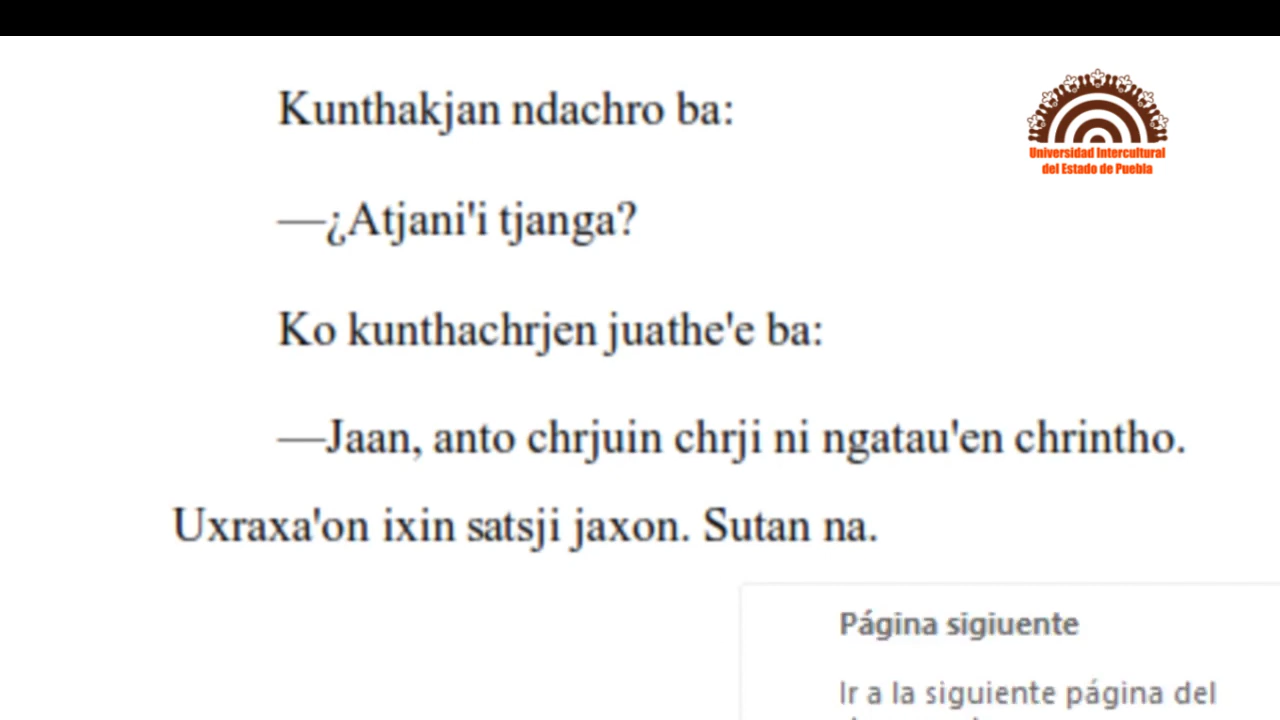 Kunthakjan ndachro ba:
Universidad Intercultural
del Estado de Puebla
—¿Atjani'i tjanga?
Ko kunthachrjen juathe'e ba:
—Jaan, anto chrjuin chrji ni ngatau'en chrintho.
Uxraxa'on ixin satsji jaxon. Sutan na.
Página sigiuente
Ir a la siguiente página del